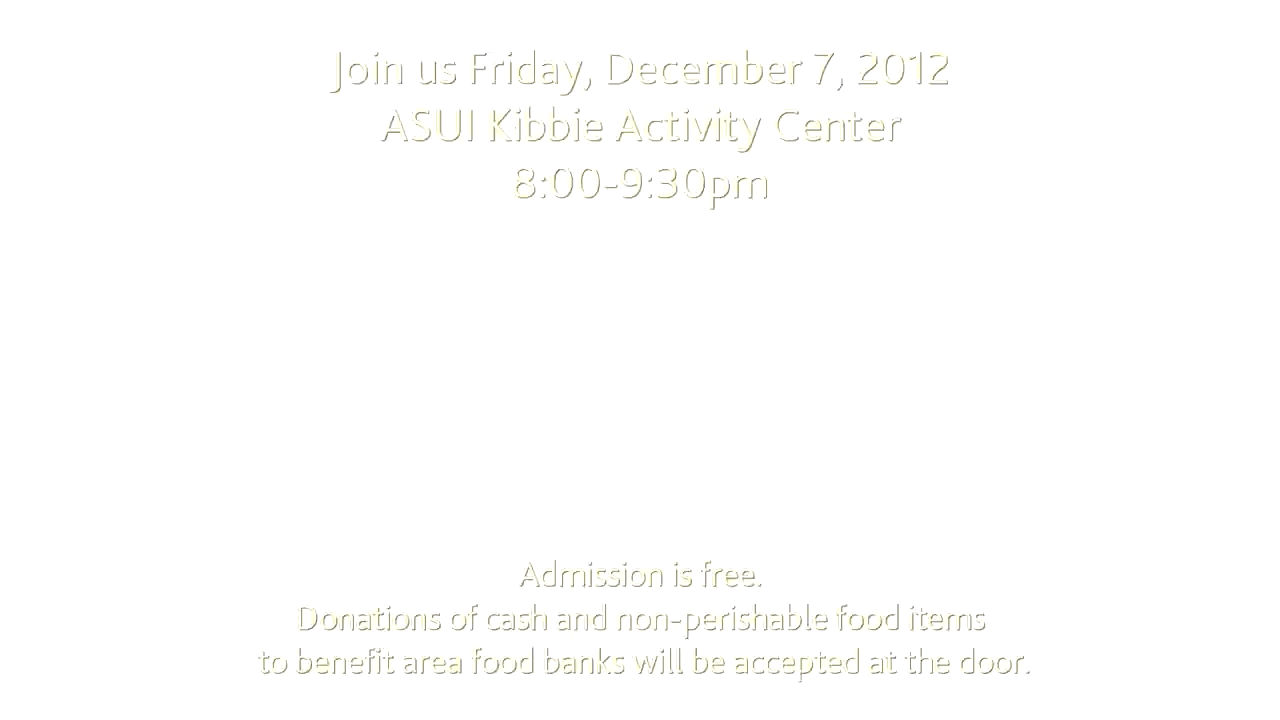 Join us Friday, December 7, 2012
ASUI Kibbie Activity Center
8:00-9:30pm
Admission is free.
Donations of cash and non-perishable food items
to benefit area food banks will be accepted at the door.